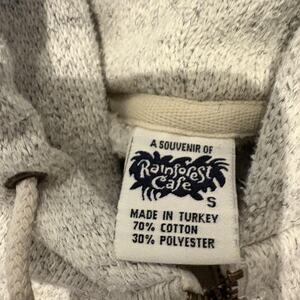 A SOUVENIR OF
Rainforest
Cafe
S
MADE IN TURKEY
70% COTTON
30% POLYESTER